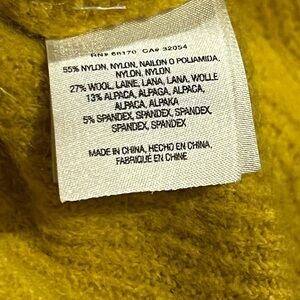 RN# 66170 CA# 32054
55% NYLON, NYLON, NAILON O POLIAMIDA,
NYLON, NYLON
27% WOOL, LAINE, LANA, LANA, WOLLE
13% ALPACA, ALPAGA, ALPACA,
ALPACA, ALPAKA
5% SPANDEX, SPANDEX, SPANDEX,
SPANDEX, SPANDEX
MADE IN CHINA, HECHO EN CHINA,
FABRIQUÉ EN CHINE